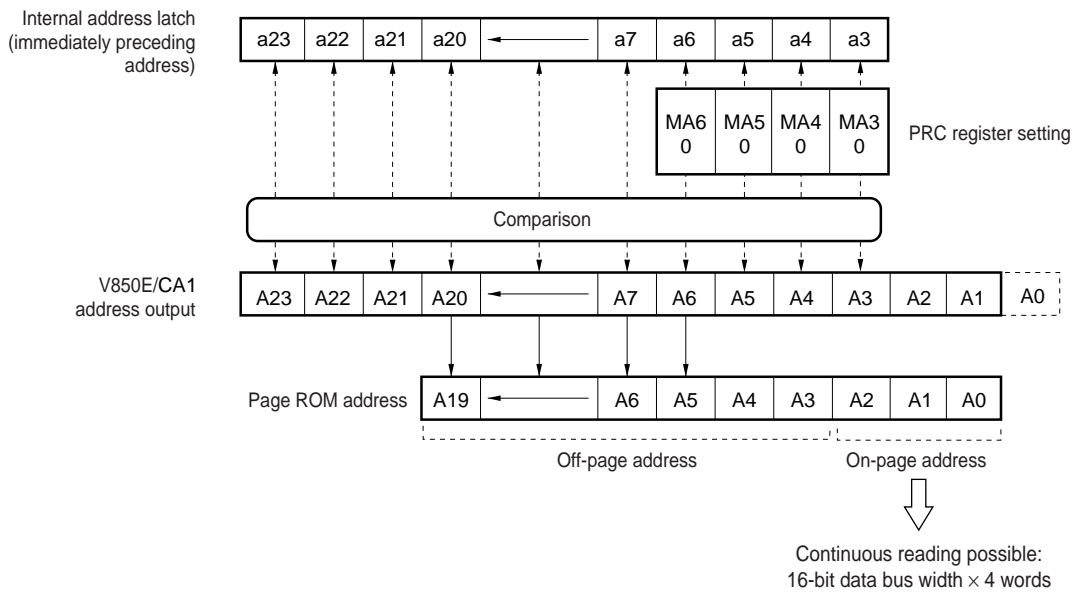 Internal address latch
(immediately preceding
address)
a23 a22 a21 a20 a7 a6 a5 a4 a3
MA6 MA5 MA4 MA3
0 0 0 0
PRC register setting
Comparison
V850E/CA1
address output
A23 A22 A21 A20 A7 A6 A5 A4 A3 A2 A1 A0
Page ROM address
A19 A6 A5 A4 A3 A2 A1 A0
Off-page address
On-page address
Continuous reading possible:
16-bit data bus width × 4 words